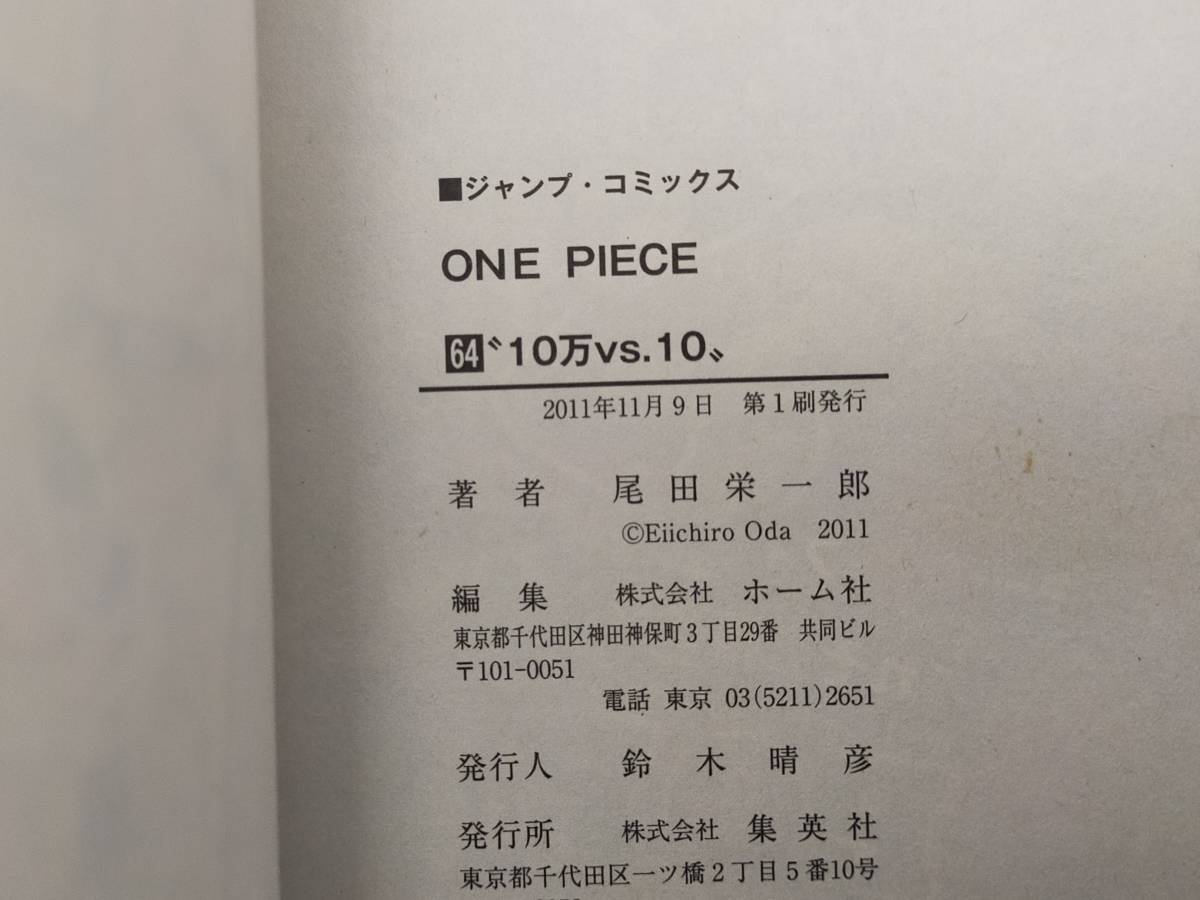 ■ジャンプ・コミックス
ONE PIECE
64〝10万vs.10〟
2011年11月9日 第1刷発行
著者 尾田栄一郎
©Eiichiro Oda 2011
編集 株式会社 ホーム社
東京都千代田区神田神保町3丁目29番 共同ビル
〒101-0051
電話 東京 03(5211)2651
発行人 鈴木晴彦
発行所 株式会社 集英社
東京都千代田区一ツ橋2丁目5番10号